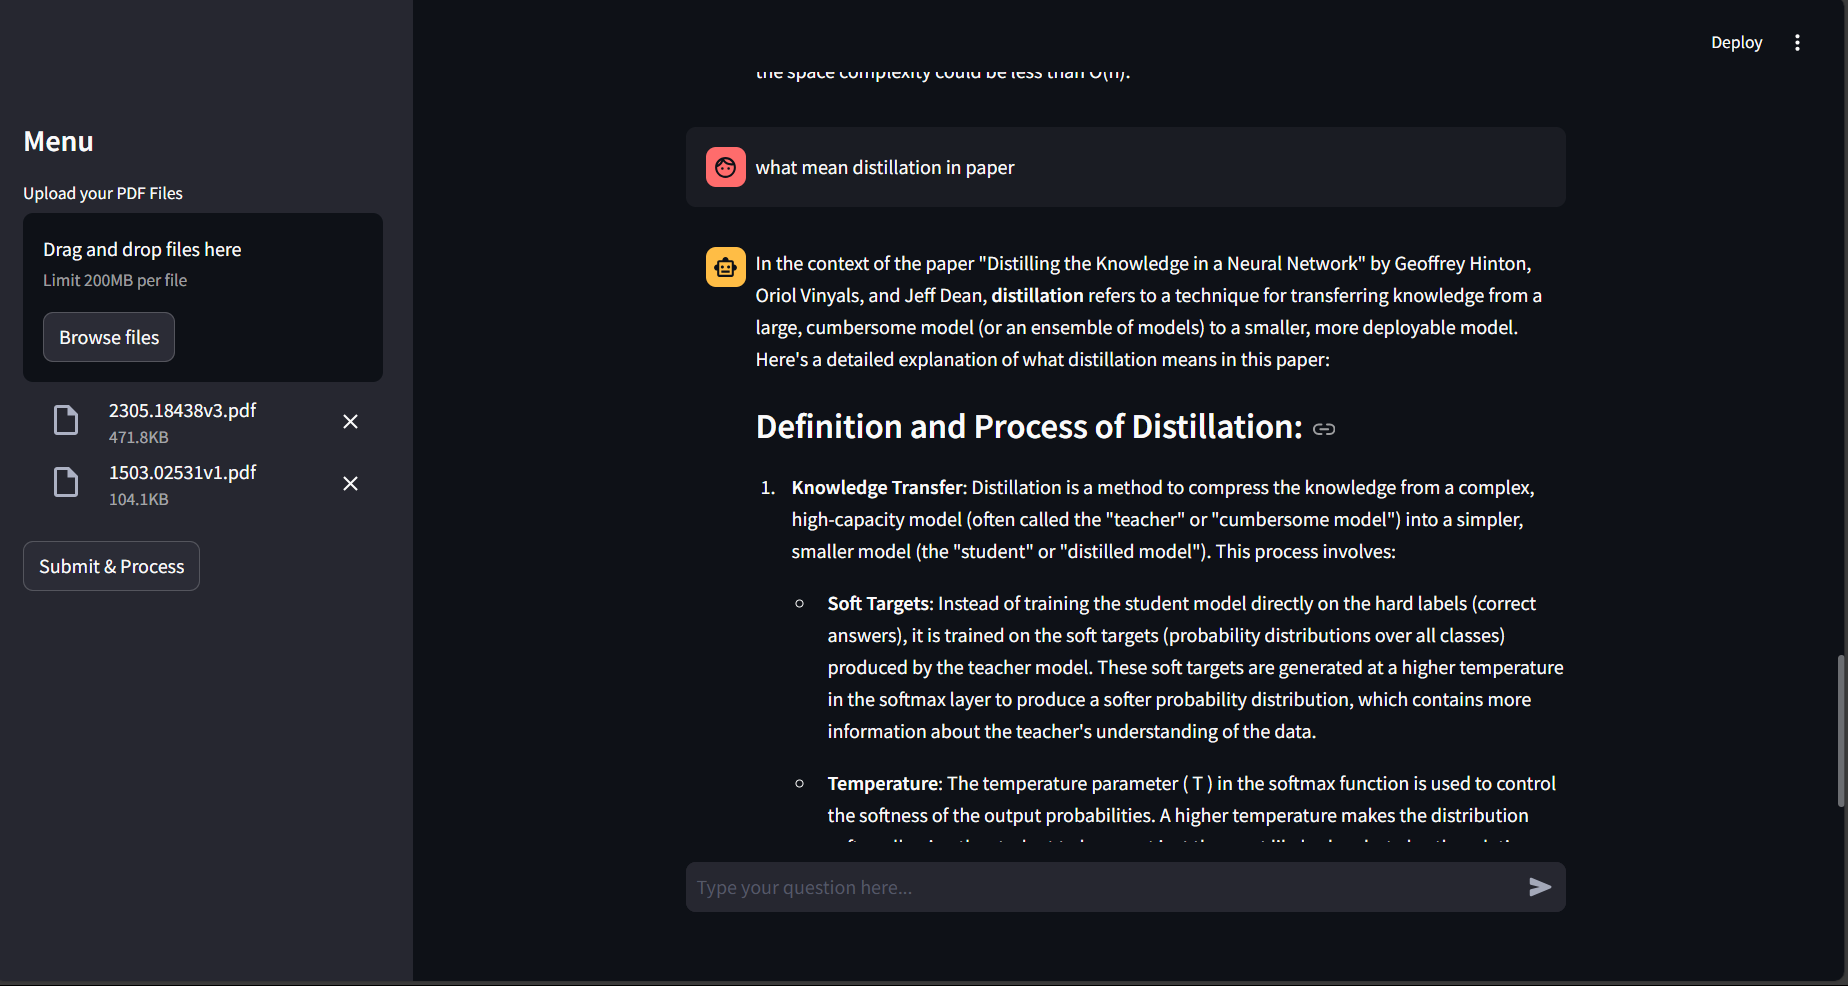 Deploy
Menu
Upload your PDF Files
Drag and drop files here
Limit 200MB per file
Browse files
2305.18438v3.pdf
471.8KB
1503.02531v1.pdf
104.1KB
Submit & Process
the space complexity could be less than O(n).
what mean distillation in paper
In the context of the paper "Distilling the Knowledge in a Neural Network" by Geoffrey Hinton,
Oriol Vinyals, and Jeff Dean, distillation refers to a technique for transferring knowledge from a
large, cumbersome model (or an ensemble of models) to a smaller, more deployable model.
Here's a detailed explanation of what distillation means in this paper:
Definition and Process of Distillation:
1. Knowledge Transfer: Distillation is a method to compress the knowledge from a complex,
high-capacity model (often called the "teacher" or "cumbersome model") into a simpler,
smaller model (the "student" or "distilled model"). This process involves:
Soft Targets: Instead of training the student model directly on the hard labels (correct
answers), it is trained on the soft targets (probability distributions over all classes)
produced by the teacher model. These soft targets are generated at a higher temperature
in the softmax layer to produce a softer probability distribution, which contains more
information about the teacher's understanding of the data.
Temperature: The temperature parameter ( T ) in the softmax function is used to control
the softness of the output probabilities. A higher temperature makes the distribution
Type your question here...